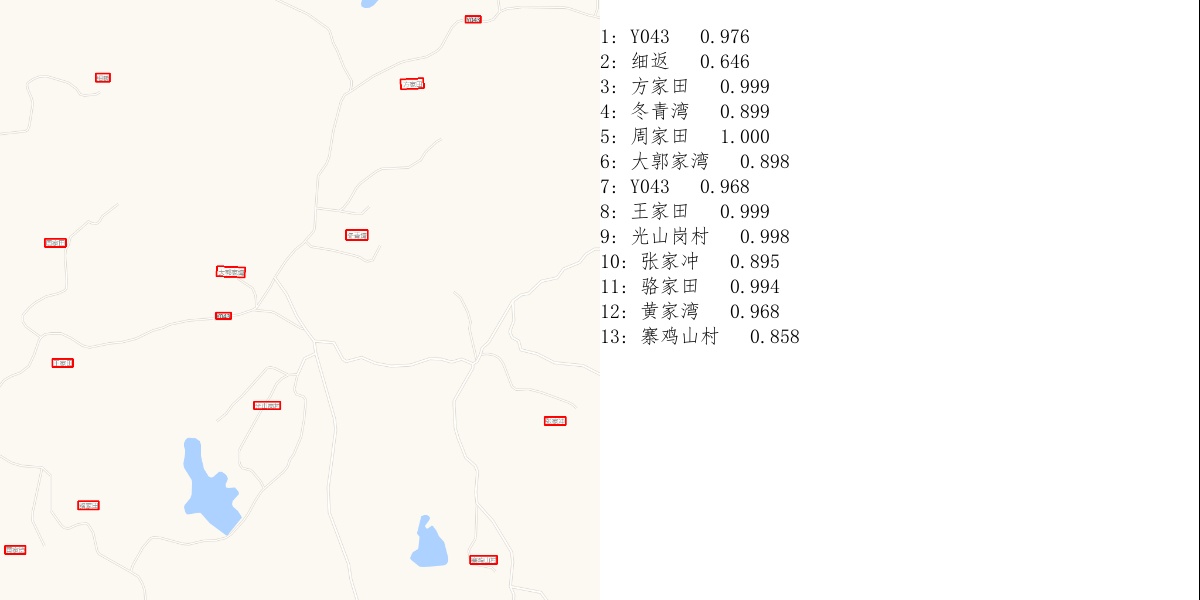 1: Y043 0.976
2: 细返 0.646
3: 方家田 0.999
4: 冬青湾 0.899
5: 周家田 1.000
6: 大郭家湾 0.898
7: Y043 0.968
8: 王家田 0.999
9: 光山岗村 0.998
10: 张家冲 0.895
11: 骆家田 0.994
12: 黄家湾 0.968
13: 寨鸡山村 0.858